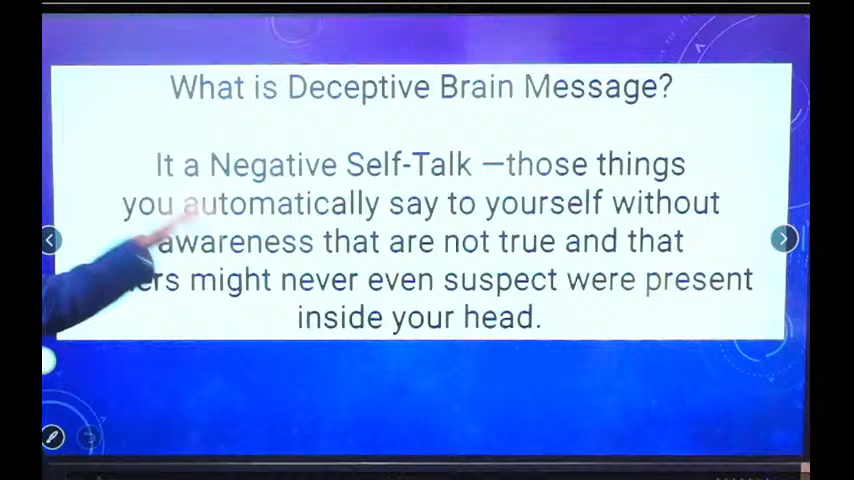 What is Deceptive Brain Message?
It a Negative Self-Talk —those things
you automatically say to yourself without
awareness that are not true and that
might never even suspect were present
inside your head.